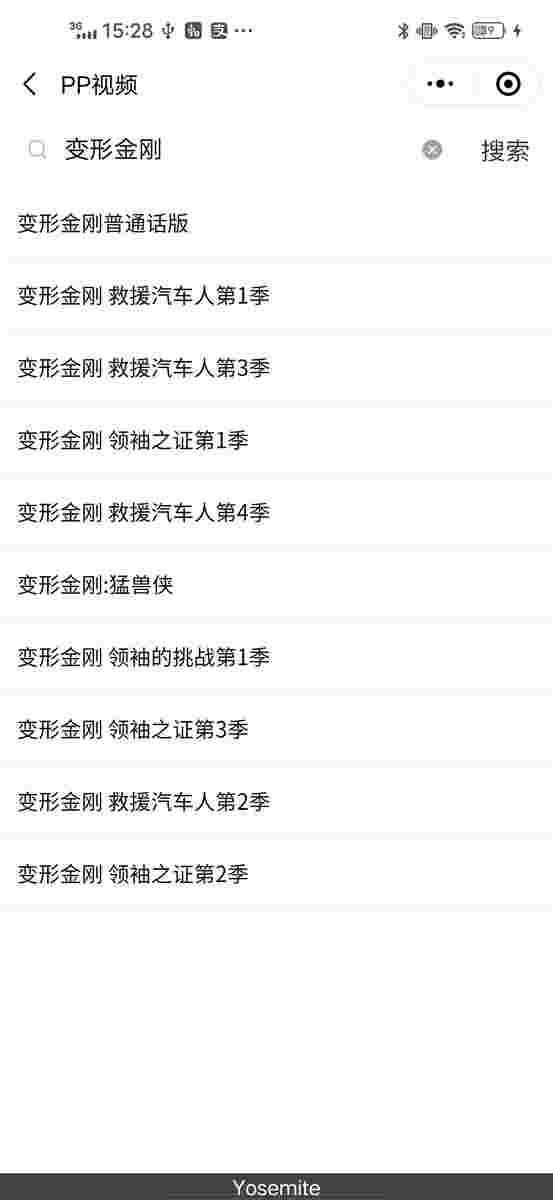 3G 15:28
PP视频
变形金刚 搜索
变形金刚普通话版
变形金刚 救援汽车人第1季
变形金刚 救援汽车人第3季
变形金刚 领袖之证第1季
变形金刚 救援汽车人第4季
变形金刚:猛兽侠
变形金刚 领袖的挑战第1季
变形金刚 领袖之证第3季
变形金刚 救援汽车人第2季
变形金刚 领袖之证第2季
Yosemite